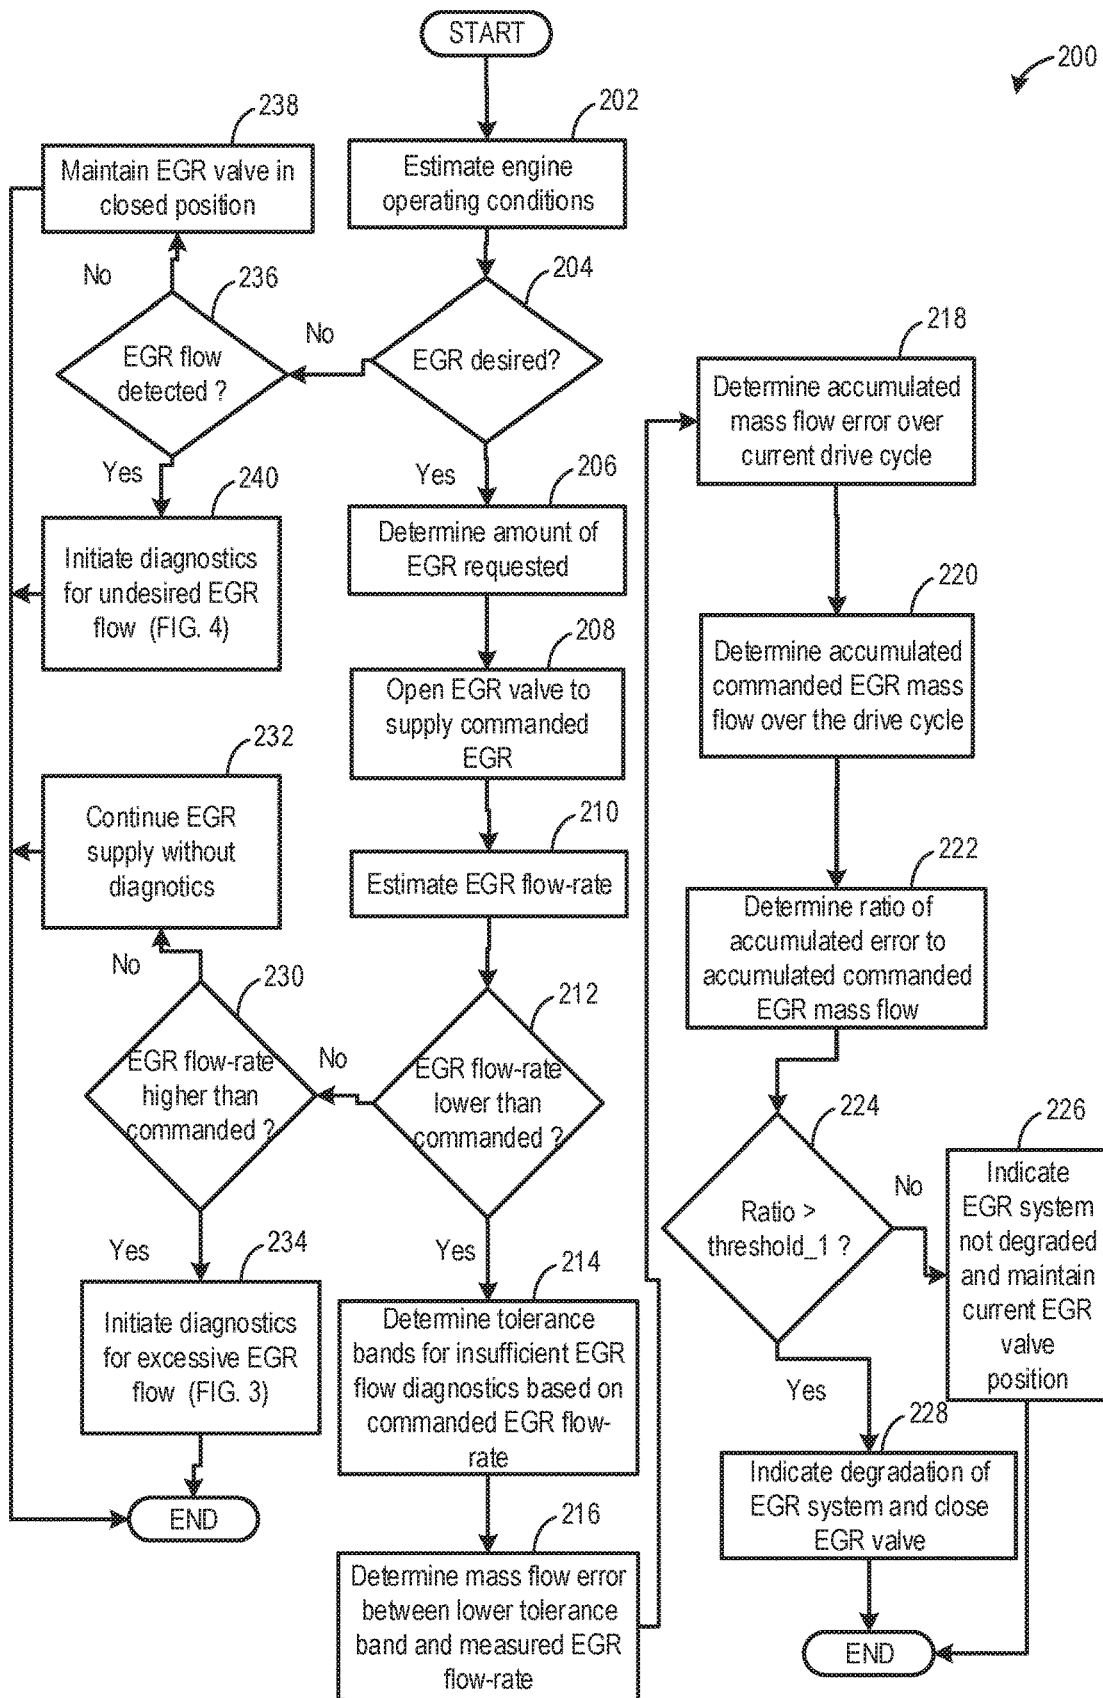 START
200
202
Estimate engine
operating conditions
238
Maintain EGR valve in
closed position
No
236
EGR flow
detected ?
No
204
EGR desired?
Yes
240
Initiate diagnostics
for undesired EGR
flow (FIG. 4)
Yes
206
Determine amount of
EGR requested
208
Open EGR valve to
supply commanded
EGR
210
Estimate EGR flow-rate
232
Continue EGR
supply without
diagnotics
No
230
EGR flow-rate
higher than
commanded ?
No
212
EGR flow-rate
lower than
commanded ?
Yes
234
Initiate diagnostics
for excessive EGR
flow (FIG. 3)
END
Yes
214
Determine tolerance
bands for insufficient EGR
flow diagnostics based on
commanded EGR flow-
rate
216
Determine mass flow error
between lower tolerance
band and measured EGR
flow-rate
218
Determine accumulated
mass flow error over
current drive cycle
220
Determine accumulated
commanded EGR mass
flow over the drive cycle
222
Determine ratio of
accumulated error to
accumulated commanded
EGR mass flow
224
Ratio >
threshold_1 ?
No
226
Indicate
EGR system
not degraded
and maintain
current EGR
valve
position
Yes
228
Indicate degradation of
EGR system and close
EGR valve
END